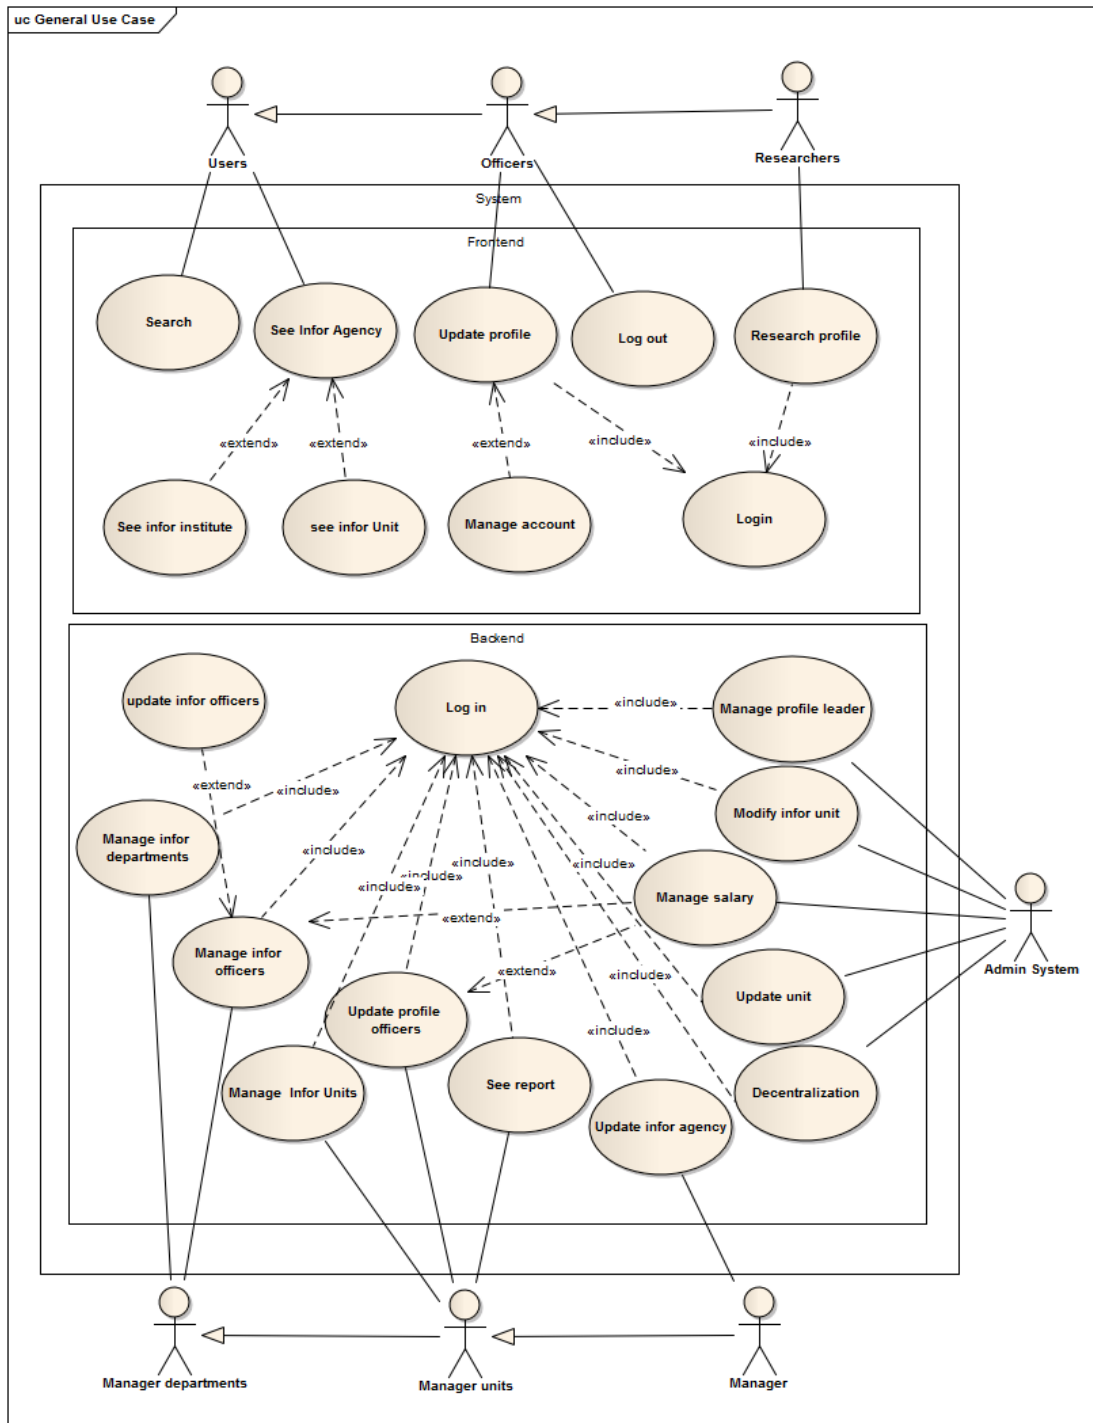 uc General Use Case
Users
Officers
Researchers
System
Frontend
Search
See Infor Agency
Update profile
Log out
Research profile
«extend»
«extend»
«extend»
«include»
«include»
See infor institute
see infor Unit
Manage account
Login
Backend
update infor officers
Log in
«include»
Manage profile leader
«extend»
«include»
«include»
Modify infor unit
Manage infor
departments
«include»
«include»
«include»
«include»
«include»
«include»
Manage salary
«extend»
Manage infor
officers
«extend»
«include»
Admin System
Update unit
Update profile
officers
«include»
Manage  Infor Units
See report
Decentralization
Update infor agency
Manager departments
Manager units
Manager